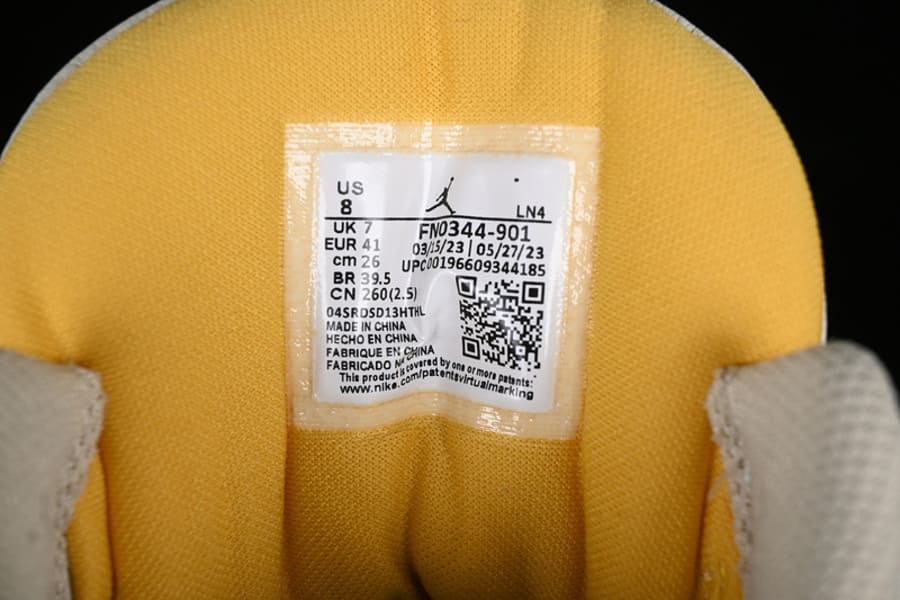 US
8
LN4
UK 7
FN0344-901
EUR 41
03/15/23 | 05/27/23
cm 26
UPC00196609344185
BR 39.5
CN 260(2.5)
04SRDSD13HTHL
MADE IN CHINA
HECHO EN CHINA
FABRIQUE EN CHINA
FABRICADO NA CHINA
This product is covered by one or more patents:
www.nike.com/patentsvirtualmarking